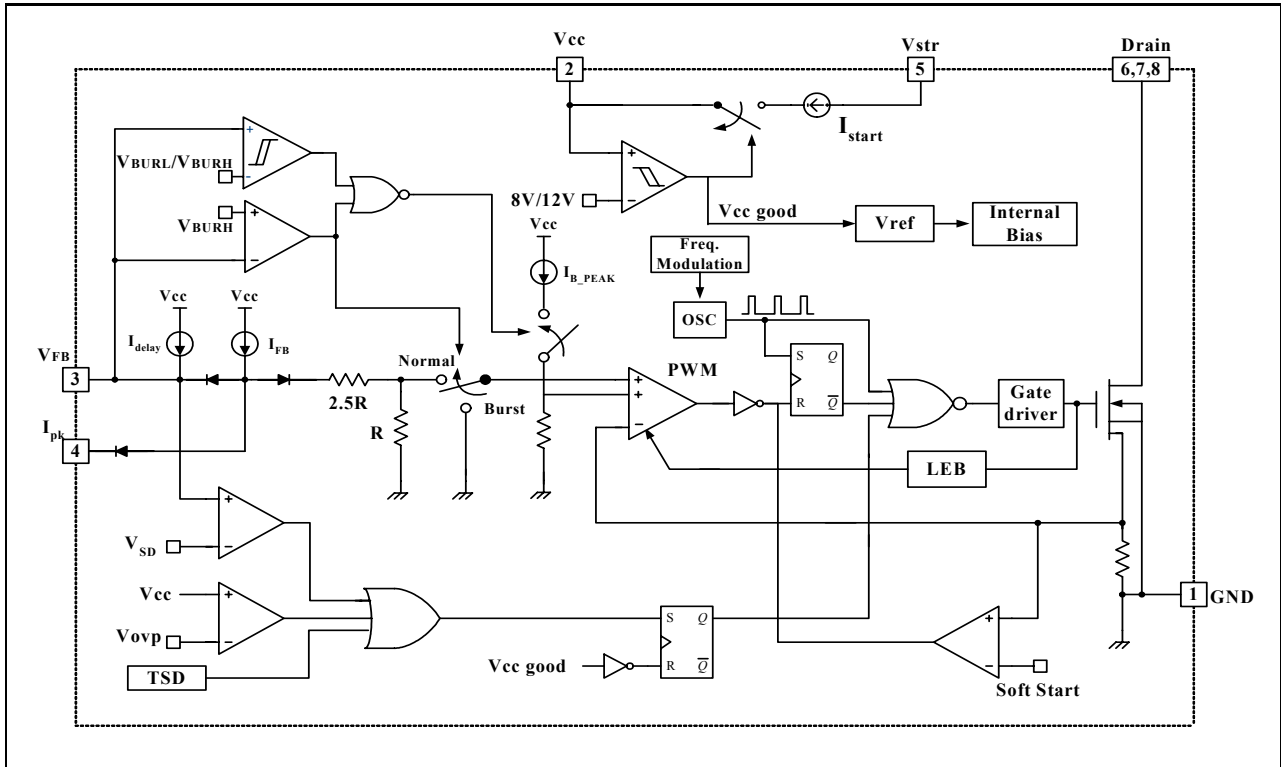 Vcc
Vstr
Drain
2
5
6,7,8
I start
+
VBURL/VBURH
-
+
8V/12V
-
Vcc good
Vref
Internal
Bias
+
VBURH
-
Vcc
IB_PEAK
Freq.
Modulation
OSC
Vcc
Vcc
Idelay
IFB
VFB
3
Normal
2.5R
Burst
R
PWM
+
+
-
S
Q
R
Q
Gate
driver
Ipk
4
LEB
+
VSD
-
Vcc
+
Vovp
-
TSD
S
Q
Vcc good
R
Q
+
-
Soft Start
1
GND